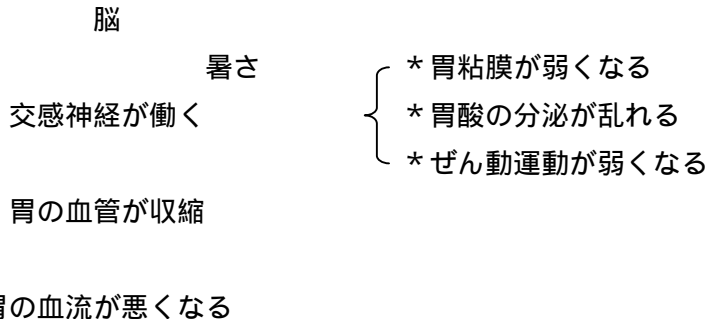 脳
暑さ
*胃粘膜が弱くなる
交感神経が働く
*胃酸の分泌が乱れる
*ぜん動運動が弱くなる
胃の血管が収縮
胃の血流が悪くなる